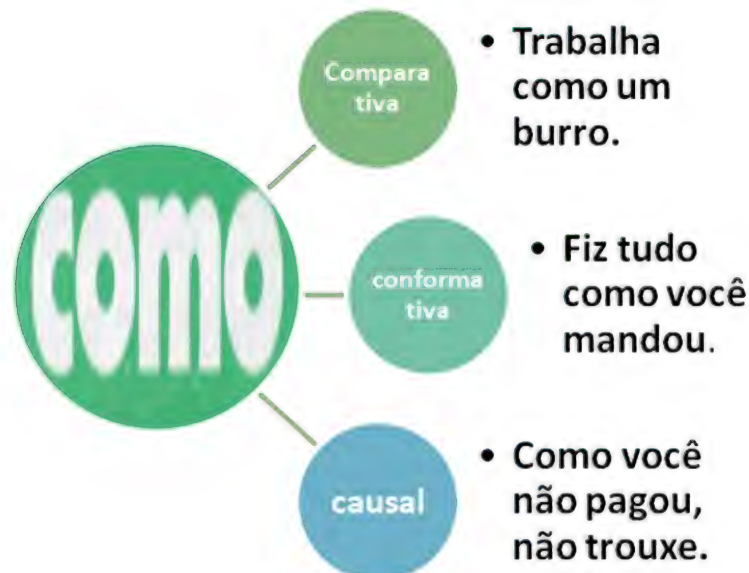 como
Compara
tiva
• Trabalha
como um
burro.
conforma
tiva
• Fiz tudo
como você
mandou.
causal
• Como você
não pagou,
não trouxe.